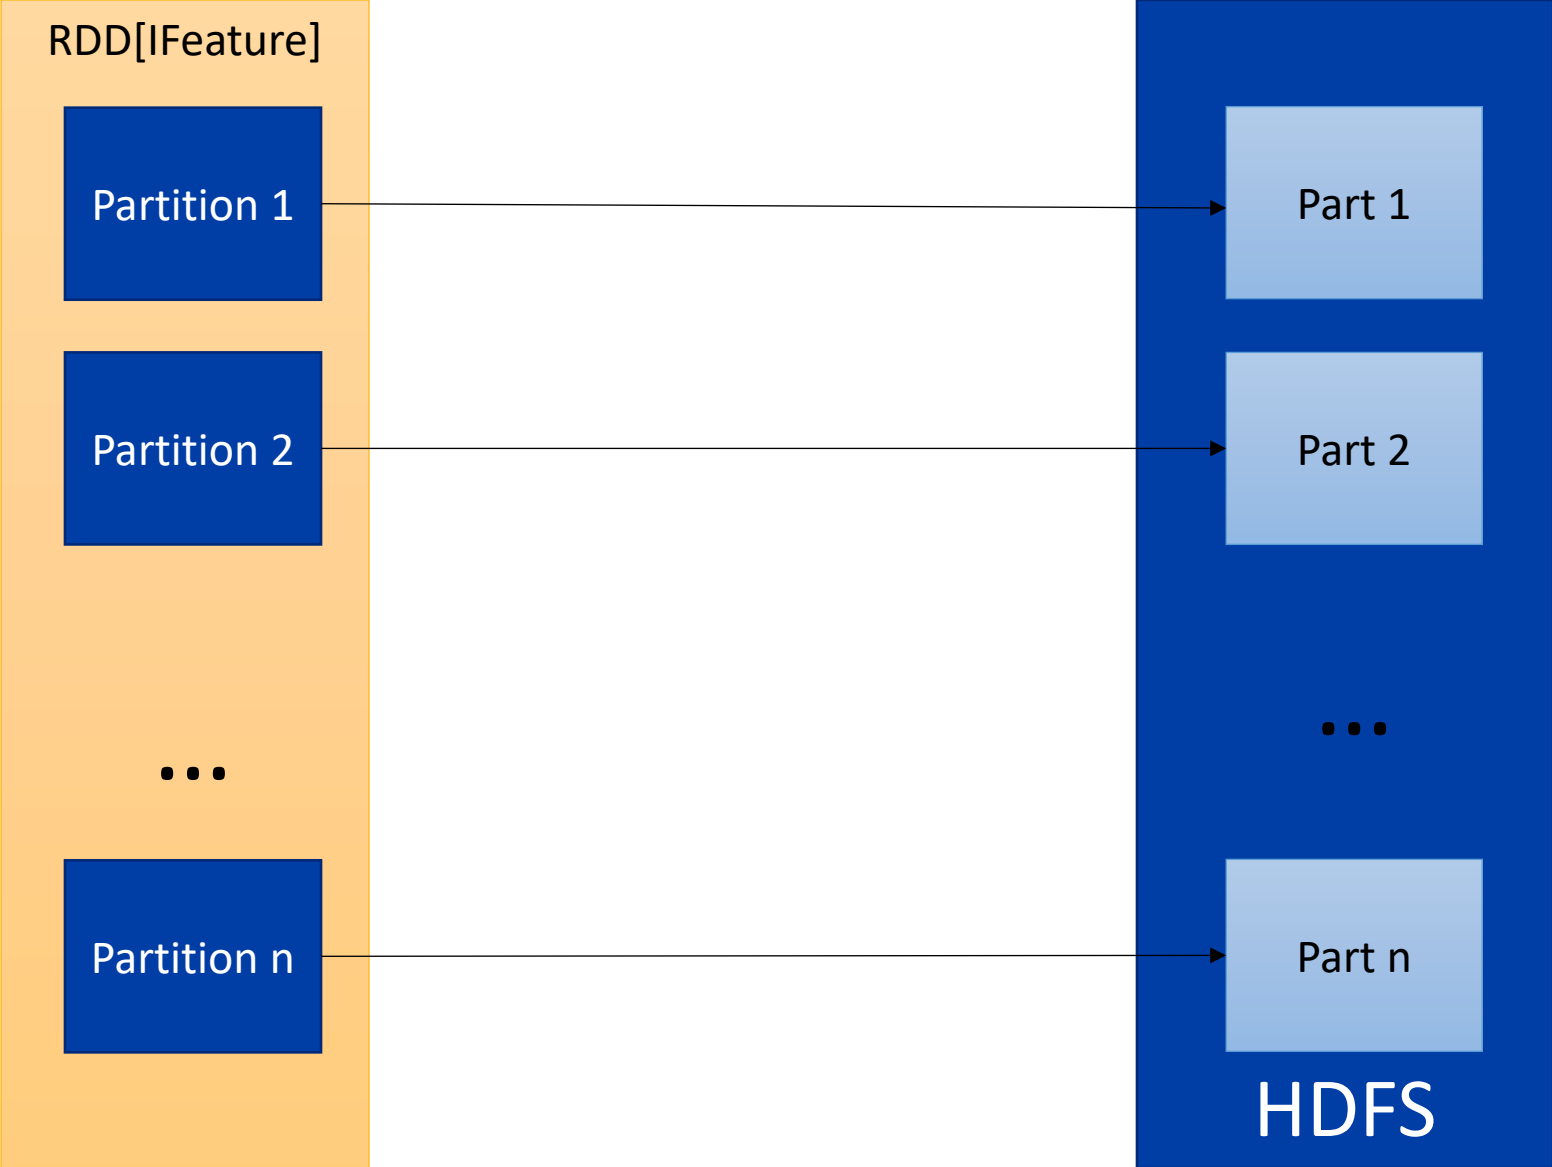 RDD[IFeature]
Partition 1
Part 1
Partition 2
Part 2
...
...
Partition n
Part n
HDFS